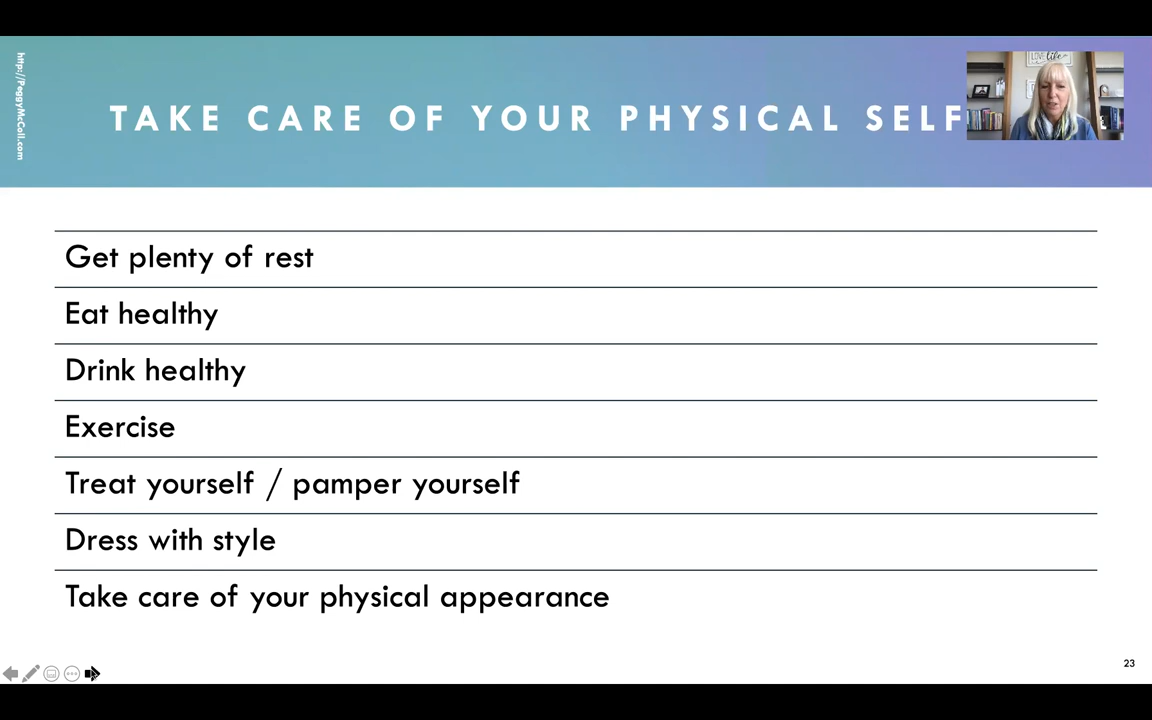 http://PeggyMcColl.com
TAKE CARE OF YOUR PHYSICAL SELF
Get plenty of rest
Eat healthy
Drink healthy
Exercise
Treat yourself / pamper yourself
Dress with style
Take care of your physical appearance
23